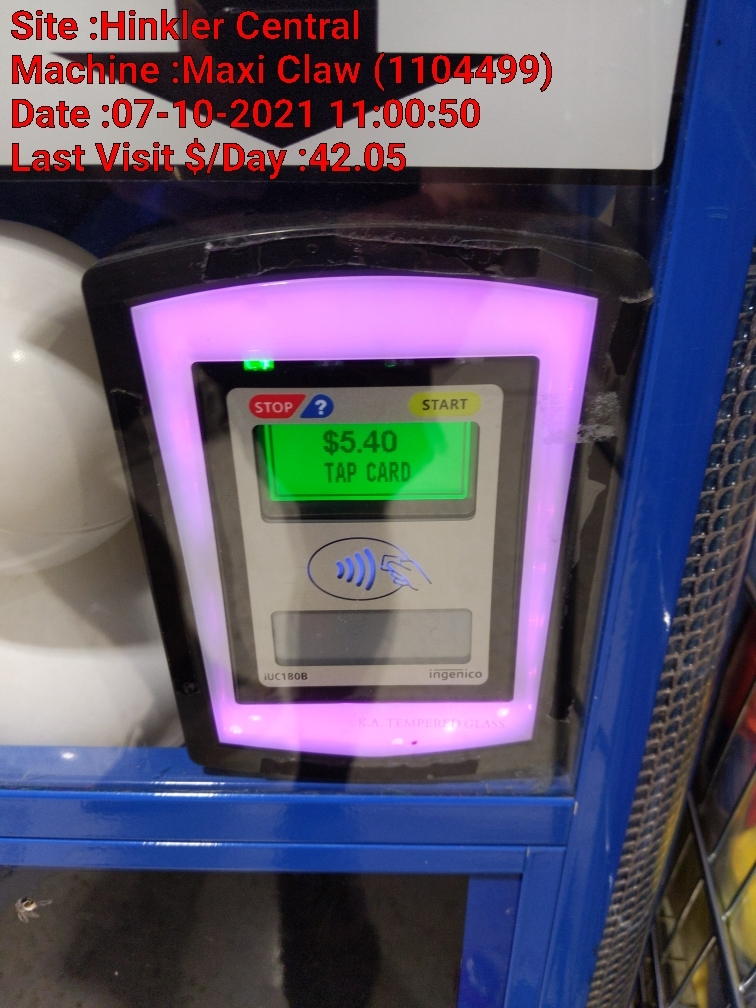 Site :Hinkler Central
Machine :Maxi Claw (1104499)
Date :07-10-2021 11:00:50
Last Visit $/Day :42.05
STOP ? START
$5.40
TAP CARD
iUC180B ingenico
K.A. TEMPERED GLASS